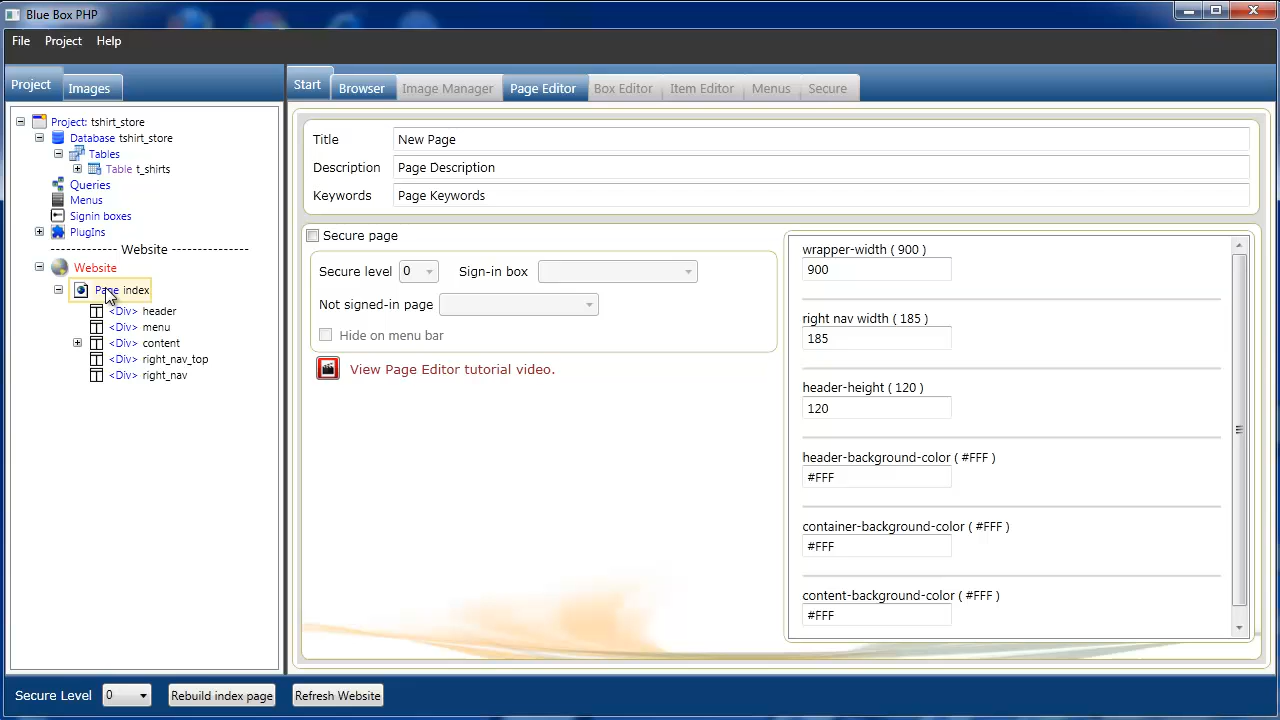 Blue Box PHP
File Project Help
Project Images
Start Browser Image Manager Page Editor Box Editor Item Editor Menus Secure
Project: tshirt_store
Database tshirt_store
Tables
Table t_shirts
Queries
Menus
Signin boxes
PlugIns
------------- Website ---------------
Website
Page index
<Div> header
<Div> menu
<Div> content
<Div> right_nav_top
<Div> right_nav
Title New Page
Description Page Description
Keywords Page Keywords
Secure page
Secure level 0 Sign-in box
Not signed-in page
Hide on menu bar
View Page Editor tutorial video.
wrapper-width ( 900 )
900
right nav width ( 185 )
185
header-height ( 120 )
120
header-background-color ( #FFF )
#FFF
container-background-color ( #FFF )
#FFF
content-background-color ( #FFF )
#FFF
Secure Level 0 Rebuild index page Refresh Website